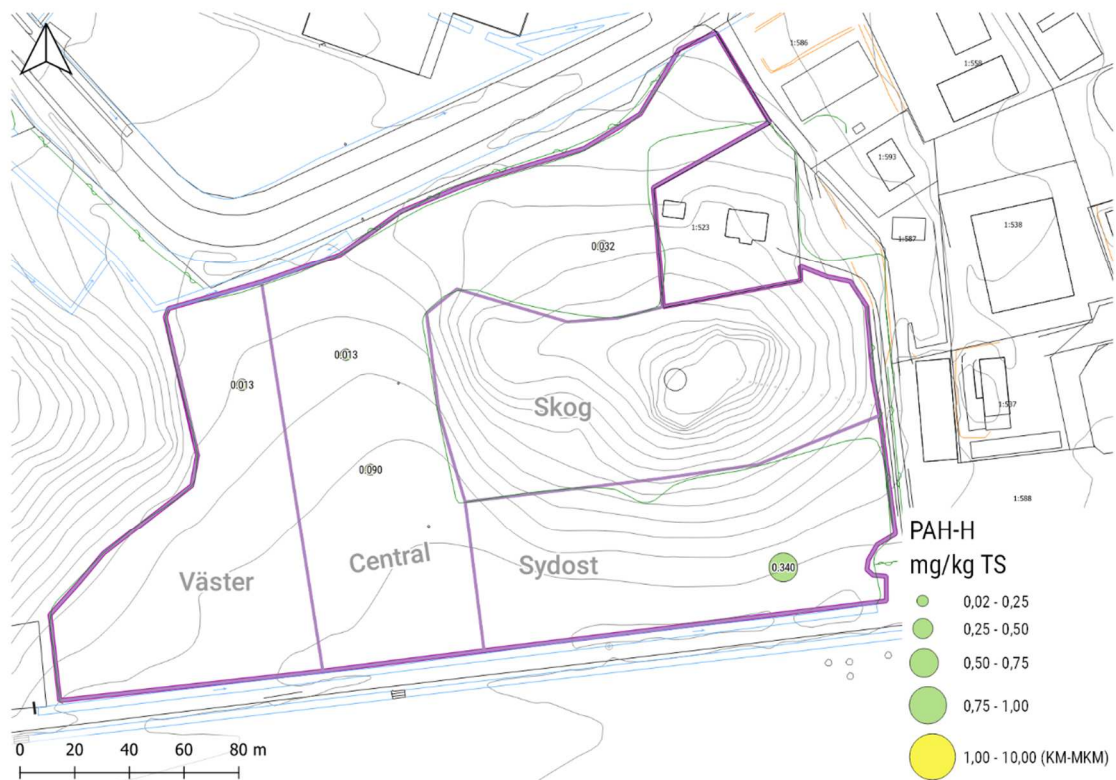 1:586
1:558
1:593
1:538
1:523
1:587
0.032
0.013
0.013
Skog
1:537
0.090
1:588
PAH-H
mg/kg TS
Väster
Central
Sydost
0.340
0,02 - 0,25
0,25 - 0,50
0,50 - 0,75
0,75 - 1,00
1,00 - 10,00 (KM-MKM)
0 20 40 60 80 m